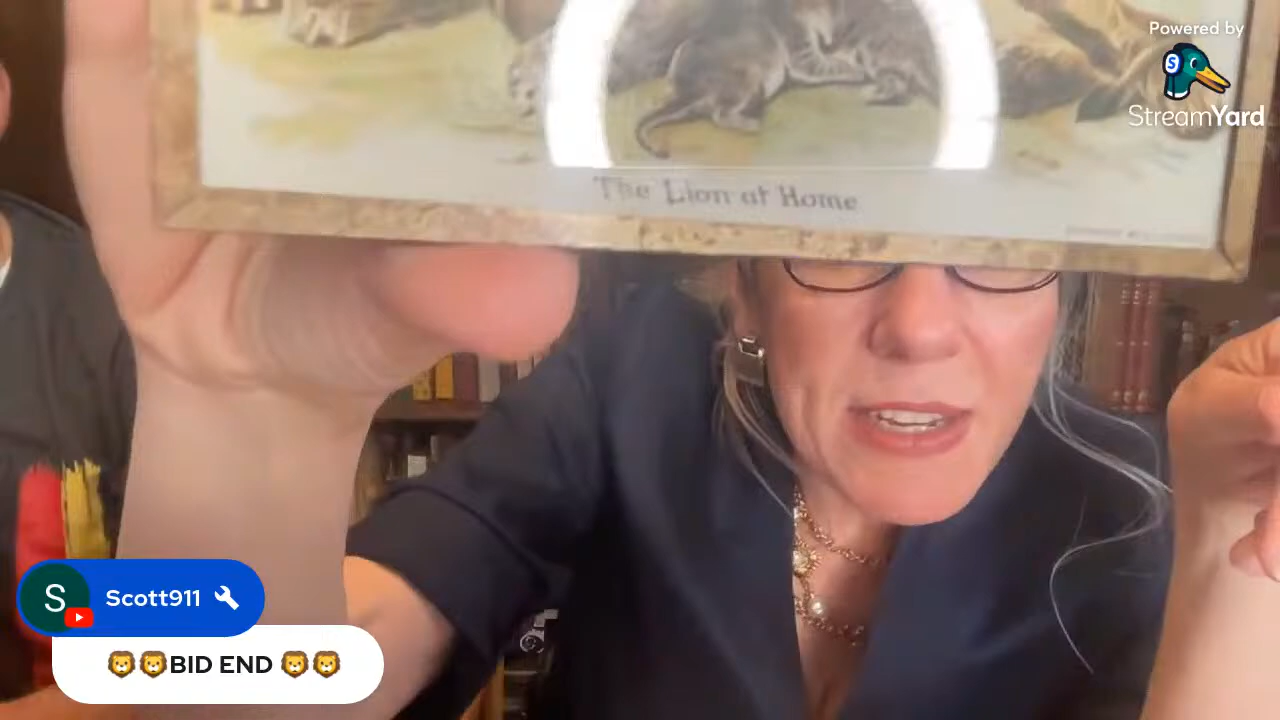 Powered by
StreamYard
The Lion at Home
S
Scott911
🦁🦁BID END 🦁🦁